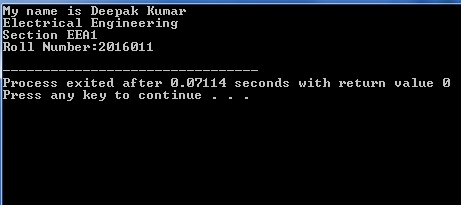 My name is Deepak Kumar
Electrical Engineering
Section EEA1
Roll Number:2016011
--------------------------------
Process exited after 0.07114 seconds with return value 0
Press any key to continue . . .